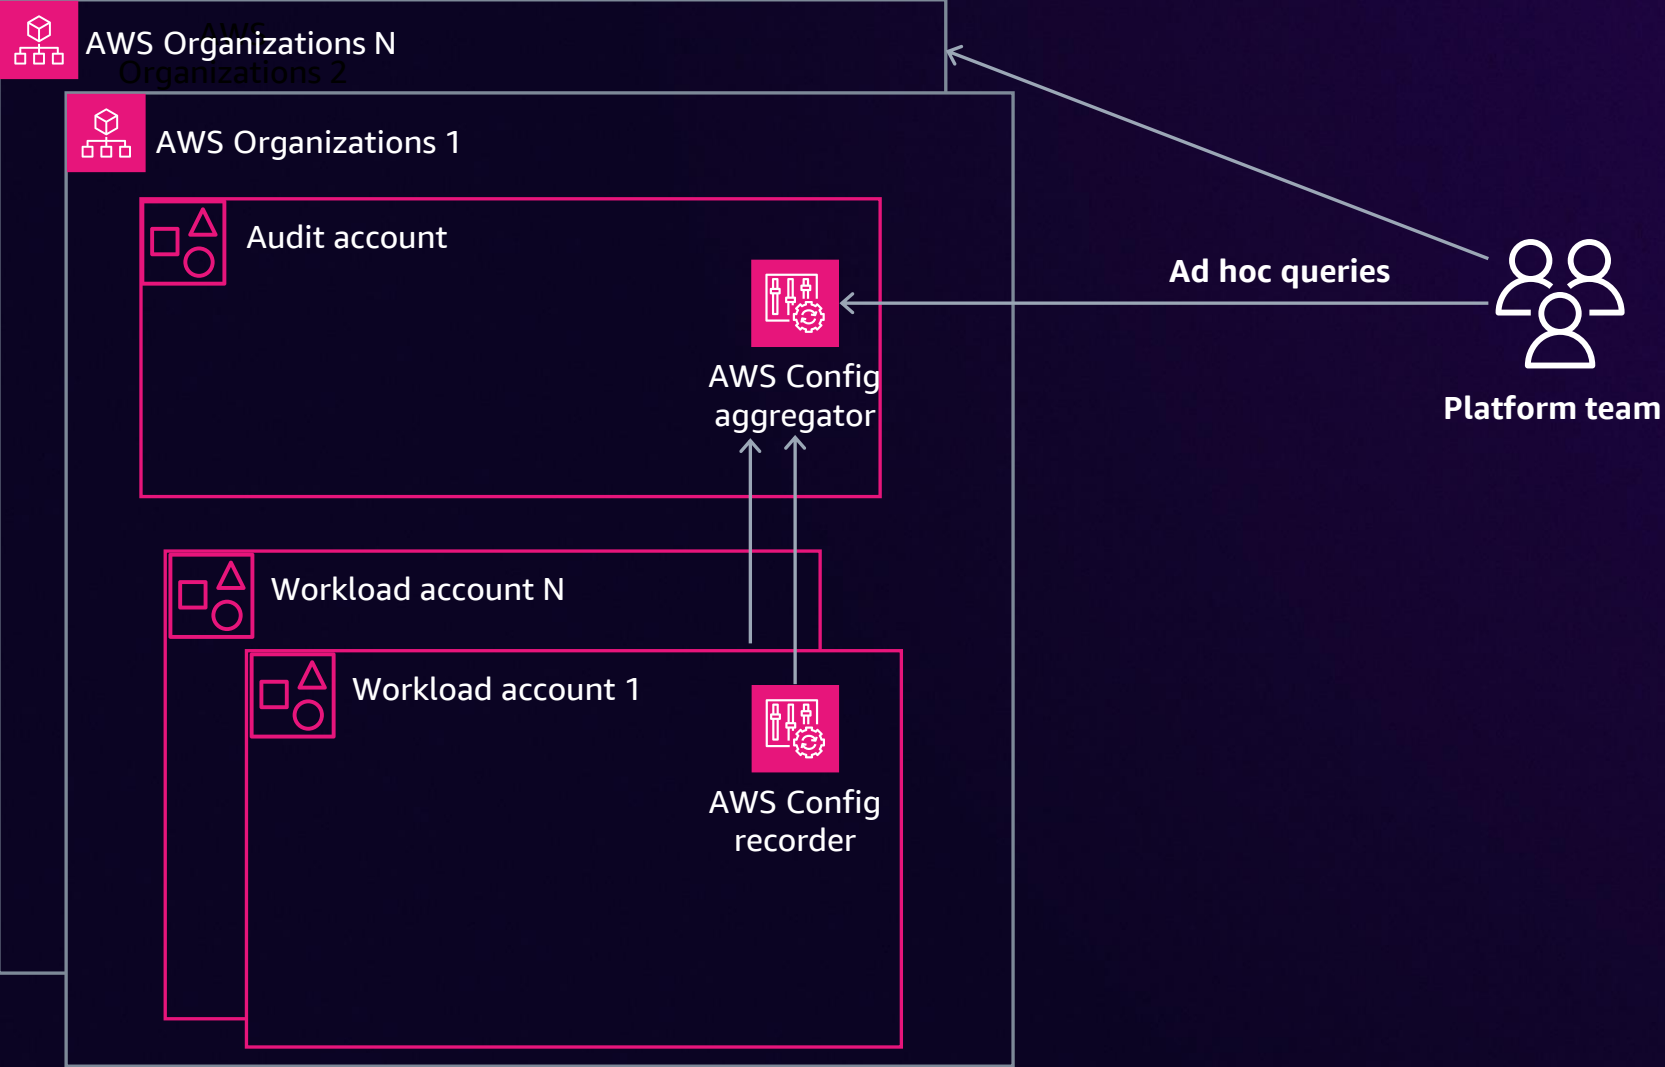 AWS
Organizations 2
AWS Organizations N
AWS Organizations 1
Audit account
Ad hoc queries
AWS Config
aggregator
Platform team
Workload account N
Workload account 1
AWS Config
recorder